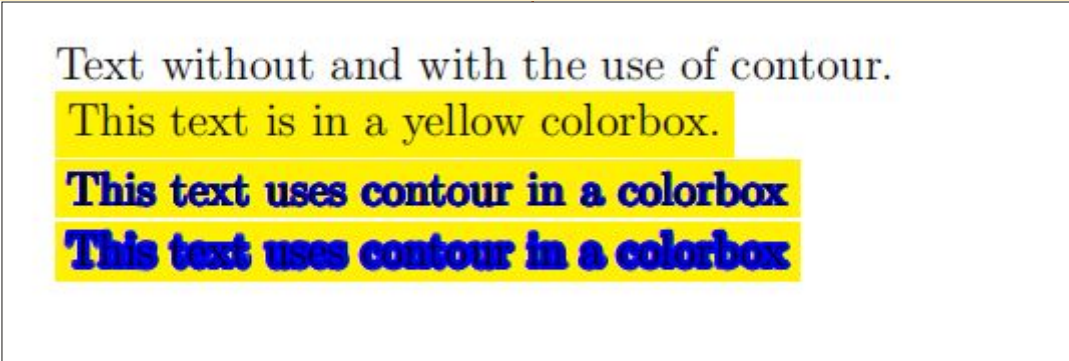 Text without and with the use of contour.
This text is in a yellow colorbox.
This text uses contour in a colorbox
This text uses contour in a colorbox